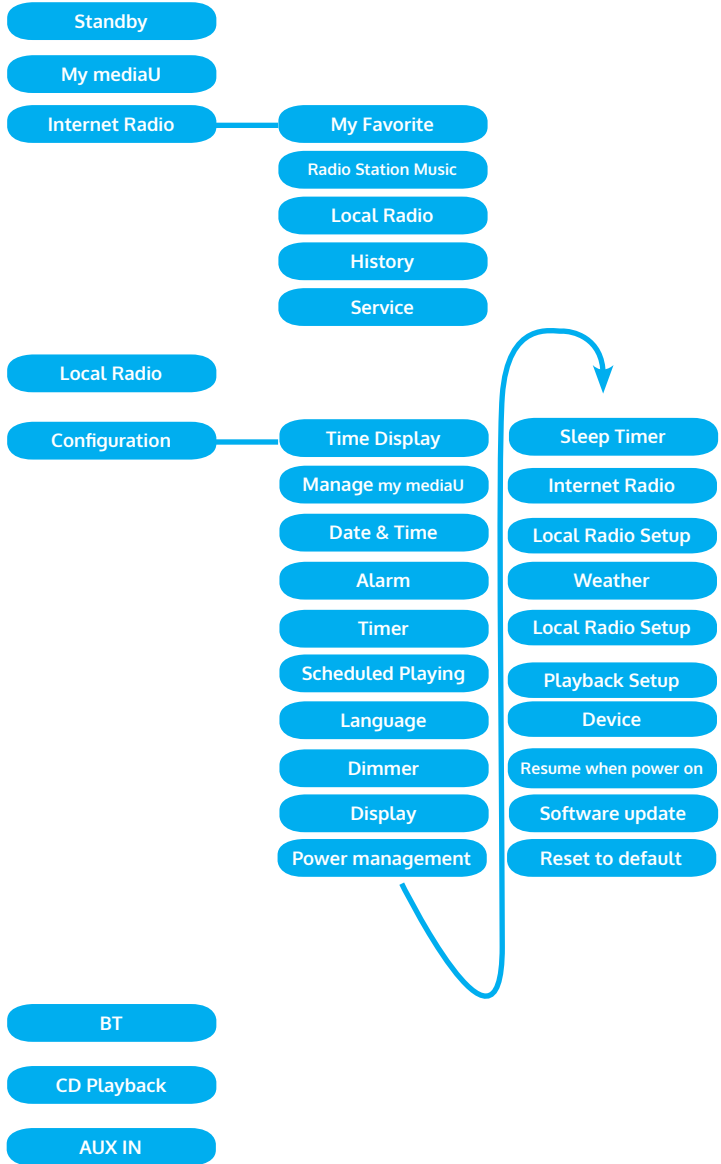 Standby
My mediaU
Internet Radio
My Favorite
Radio Station Music
Local Radio
History
Service
Local Radio
Configuration
Time Display
Manage my mediaU
Date & Time
Alarm
Timer
Scheduled Playing
Language
Dimmer
Display
Power management
Sleep Timer
Internet Radio
Local Radio Setup
Weather
Local Radio Setup
Playback Setup
Device
Resume when power on
Software update
Reset to default
BT
CD Playback
AUX IN